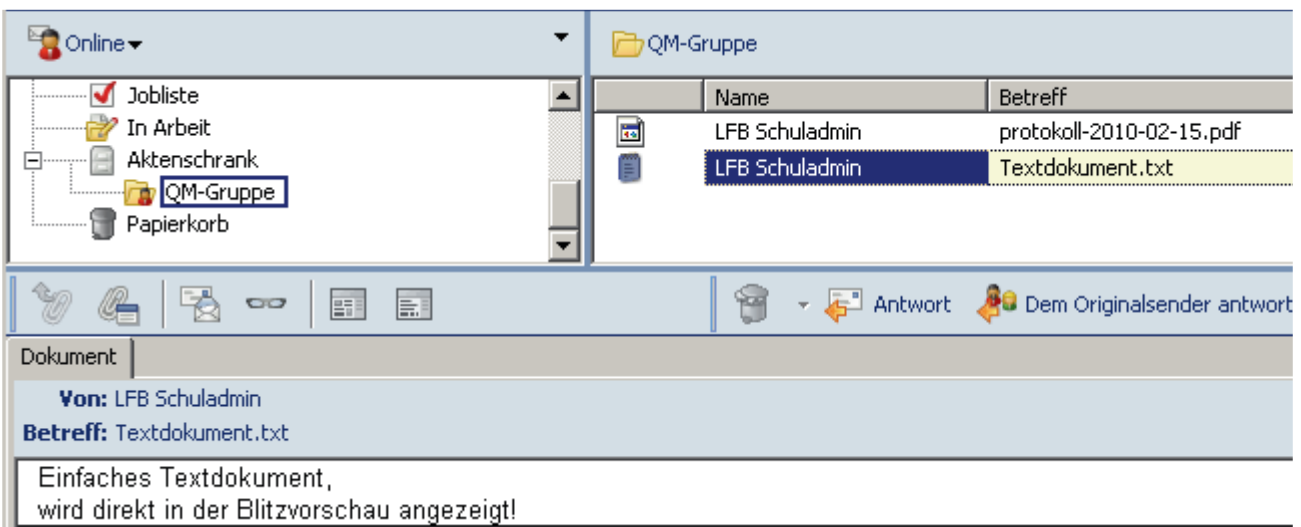 Online
Jobliste
In Arbeit
Aktenschrank
QM-Gruppe
Papierkorb
QM-Gruppe
Name Betreff
LFB Schuladmin protokoll-2010-02-15.pdf
LFB Schuladmin Textdokument.txt
Antwort Dem Originalsender antwort
Dokument
Von: LFB Schuladmin
Betreff: Textdokument.txt
Einfaches Textdokument,
wird direkt in der Blitzvorschau angezeigt!